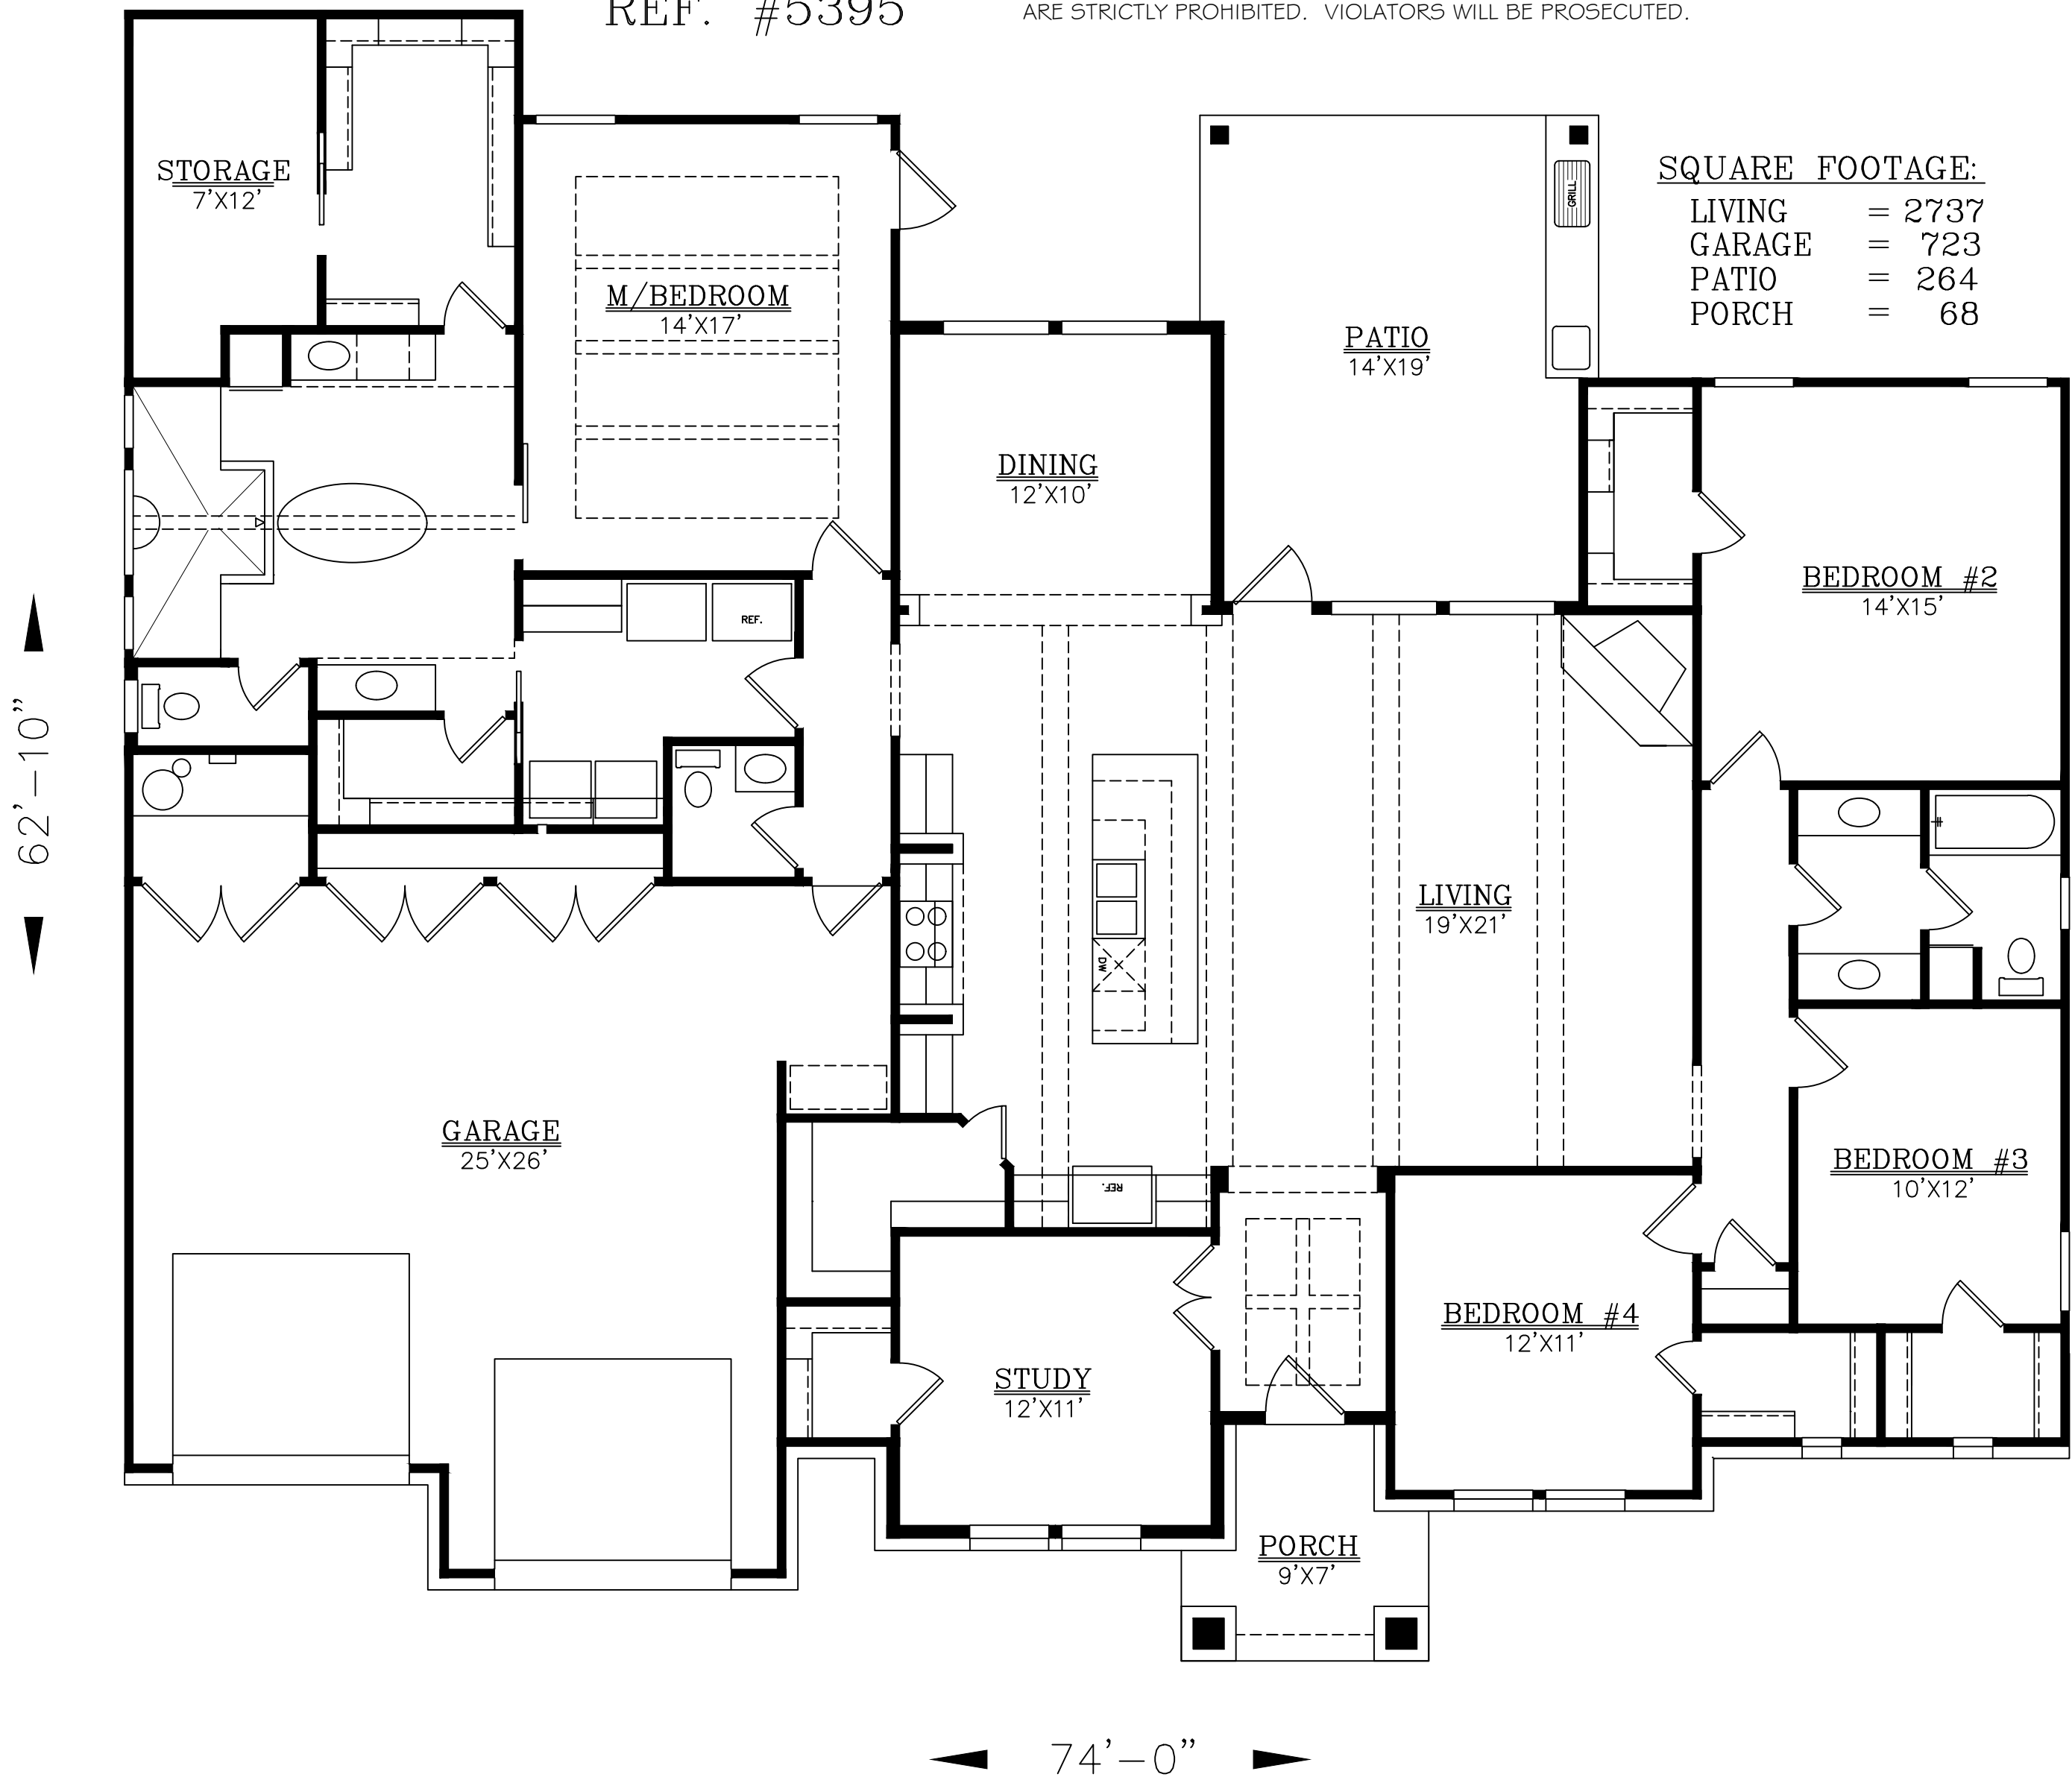 REF. #5395
ARE STRICTLY PROHIBITED. VIOLATORS WILL BE PROSECUTED.
SQUARE FOOTAGE:
LIVING = 2737
GARAGE = 723
PATIO = 264
PORCH = 68
STORAGE
7'X12'
M/BEDROOM
14'X17'
GRILL
PATIO
14'X19'
DINING
12'X10'
BEDROOM #2
14'X15'
REF.
62'-10"
LIVING
19'X21'
DW
GARAGE
25'X26'
BEDROOM #3
10'X12'
REF.
BEDROOM #4
12'X11'
STUDY
12'X11'
PORCH
9'X7'
74'-0"